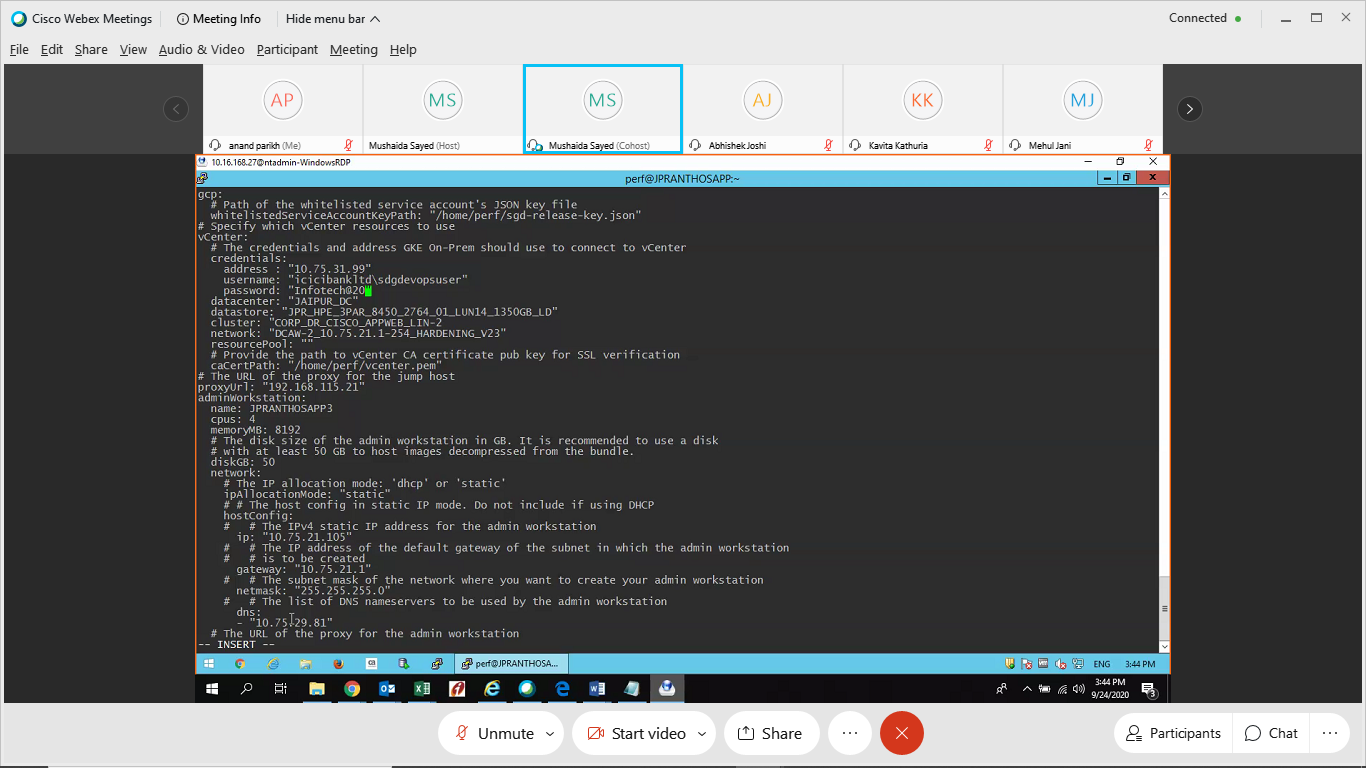 Cisco Webex Meetings
Meeting Info
Hide menu bar
Connected
File Edit Share View Audio & Video Participant Meeting Help
AP MS MS AJ KK MJ
anand parikh (Me) Mushaida Sayed (Host) Mushaida Sayed (Cohost) Abhishek Joshi Kavita Kathuria Mehul Jani
10.16.168.27@ntadmin-WindowsRDP
perf@JPRANTHOSAPP:~
gcp:
# Path of the whitelisted service account's JSON key file
whitelistedServiceAccountKeyPath: "/home/perf/sgd-release-key.json"
# Specify which vCenter resources to use
vCenter:
# The credentials and address GKE On-Prem should use to connect to vCenter
credentials:
address : "10.75.31.99"
username: "icicibankltd\sdgdevopsuser"
password: "Infotech@20"
datacenter: "JAIPUR_DC"
datastore: "JPR_HPE_3PAR_8450_2764_01_LUN14_1350GB_LD"
cluster: "CORP_DR_CISCO_APPWEB_LIN-2
network: "DCAW-2_10.75.21.1-254_HARDENING_V23"
resourcePool: ""
# Provide the path to vCenter CA certificate pub key for SSL verification
caCertPath: "/home/perf/vcenter.pem"
# The URL of the proxy for the jump host
proxyUrl: "192.168.115.21"
adminWorkstation:
name: JPRANTHOSAPP3
cpus: 4
memoryMB: 8192
# The disk size of the admin workstation in GB. It is recommended to use a disk
# with at least 50 GB to host images decompressed from the bundle.
diskGB: 50
network:
# The IP allocation mode: 'dhcp' or 'static'
ipAllocationMode: "static"
# # The host config in static IP mode. Do not include if using DHCP
hostConfig:
# # The IPv4 static IP address for the admin workstation
ip: "10.75.21.105"
# # The IP address of the default gateway of the subnet in which the admin workstation
# # is to be created
gateway: "10.75.21.1"
# # The subnet mask of the network where you want to create your admin workstation
netmask: "255.255.255.0"
# # The list of DNS nameservers to be used by the admin workstation
dns:
- "10.75.29.81"
# The URL of the proxy for the admin workstation
-- INSERT --
perf@JPRANTHOSA...
ENG 3:44 PM
3:44 PM
9/24/2020
3
Unmute
Start video
Share
Participants
Chat